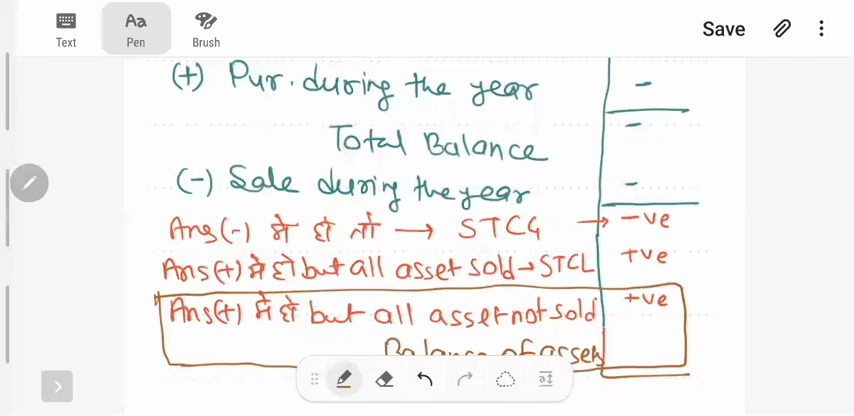 Text
Aa
Pen
Brush
Save
(+) Pur. during the year -
Total Balance -
(-) Sale during the year -
Ans (-) में हो तो → STCG → -ve
Ans (+) में हो but all asset sold → STCL +ve
Ans (+) में हो but all asset not sold +ve
Balance of asset